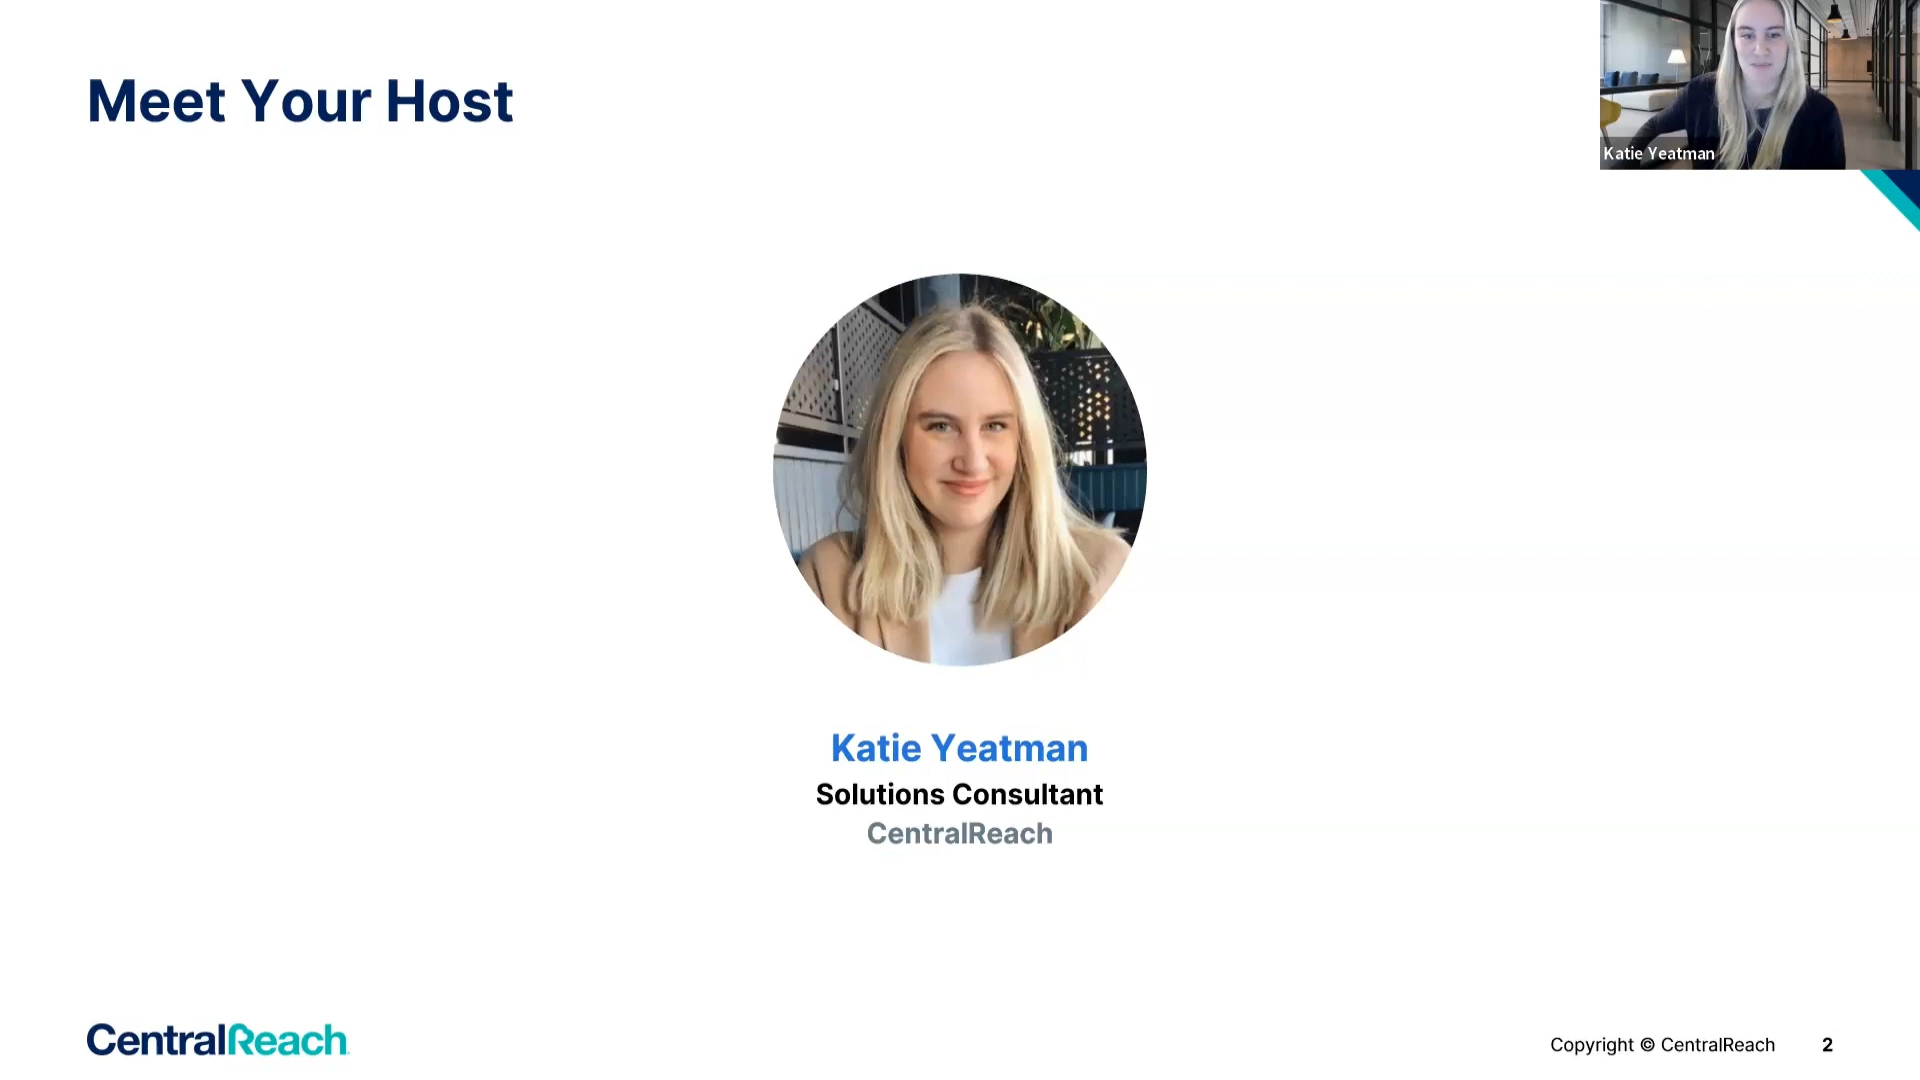 Meet Your Host
Katie Yeatman
Katie Yeatman
Solutions Consultant
CentralReach
CentralReach
Copyright © CentralReach
2